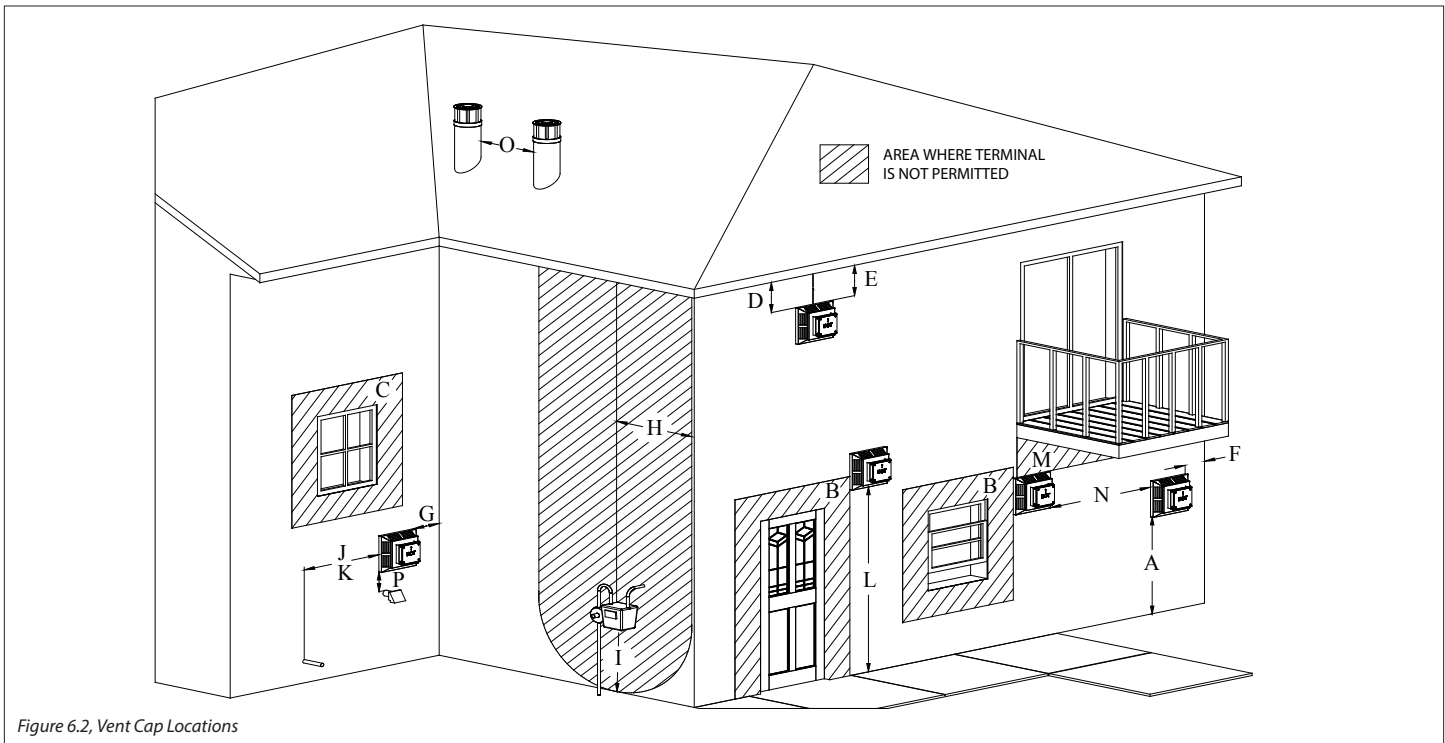 O
AREA WHERE TERMINAL
IS NOT PERMITTED
D
E
C
H
M
F
B
B
N
G
J
K
P
L
A
I
Figure 6.2, Vent Cap Locations